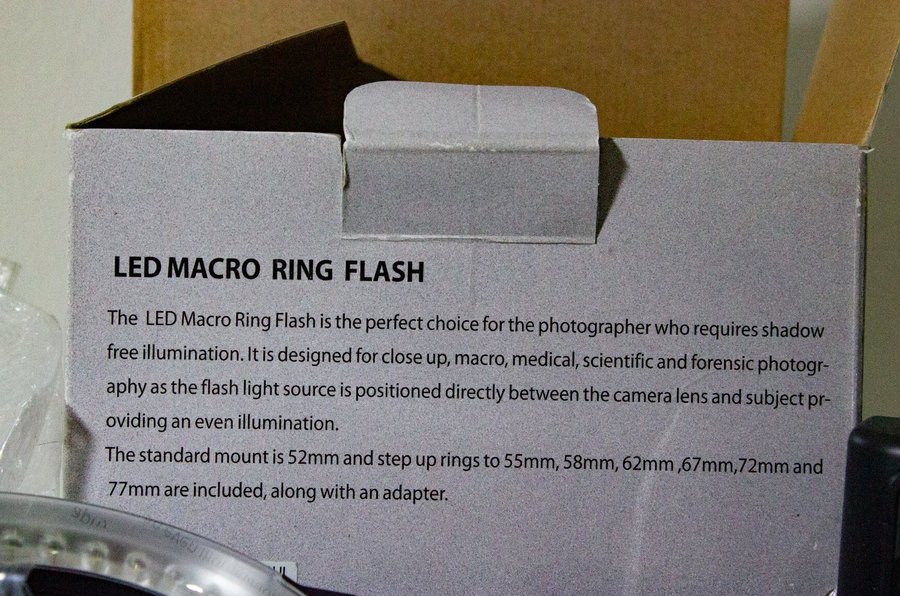 LED MACRO RING FLASH
The LED Macro Ring Flash is the perfect choice for the photographer who requires shadow
free illumination. It is designed for close up, macro, medical, scientific and forensic photogr-
aphy as the flash light source is positioned directly between the camera lens and subject pr-
oviding an even illumination.
The standard mount is 52mm and step up rings to 55mm, 58mm, 62mm ,67mm,72mm and
77mm are included, along with an adapter.